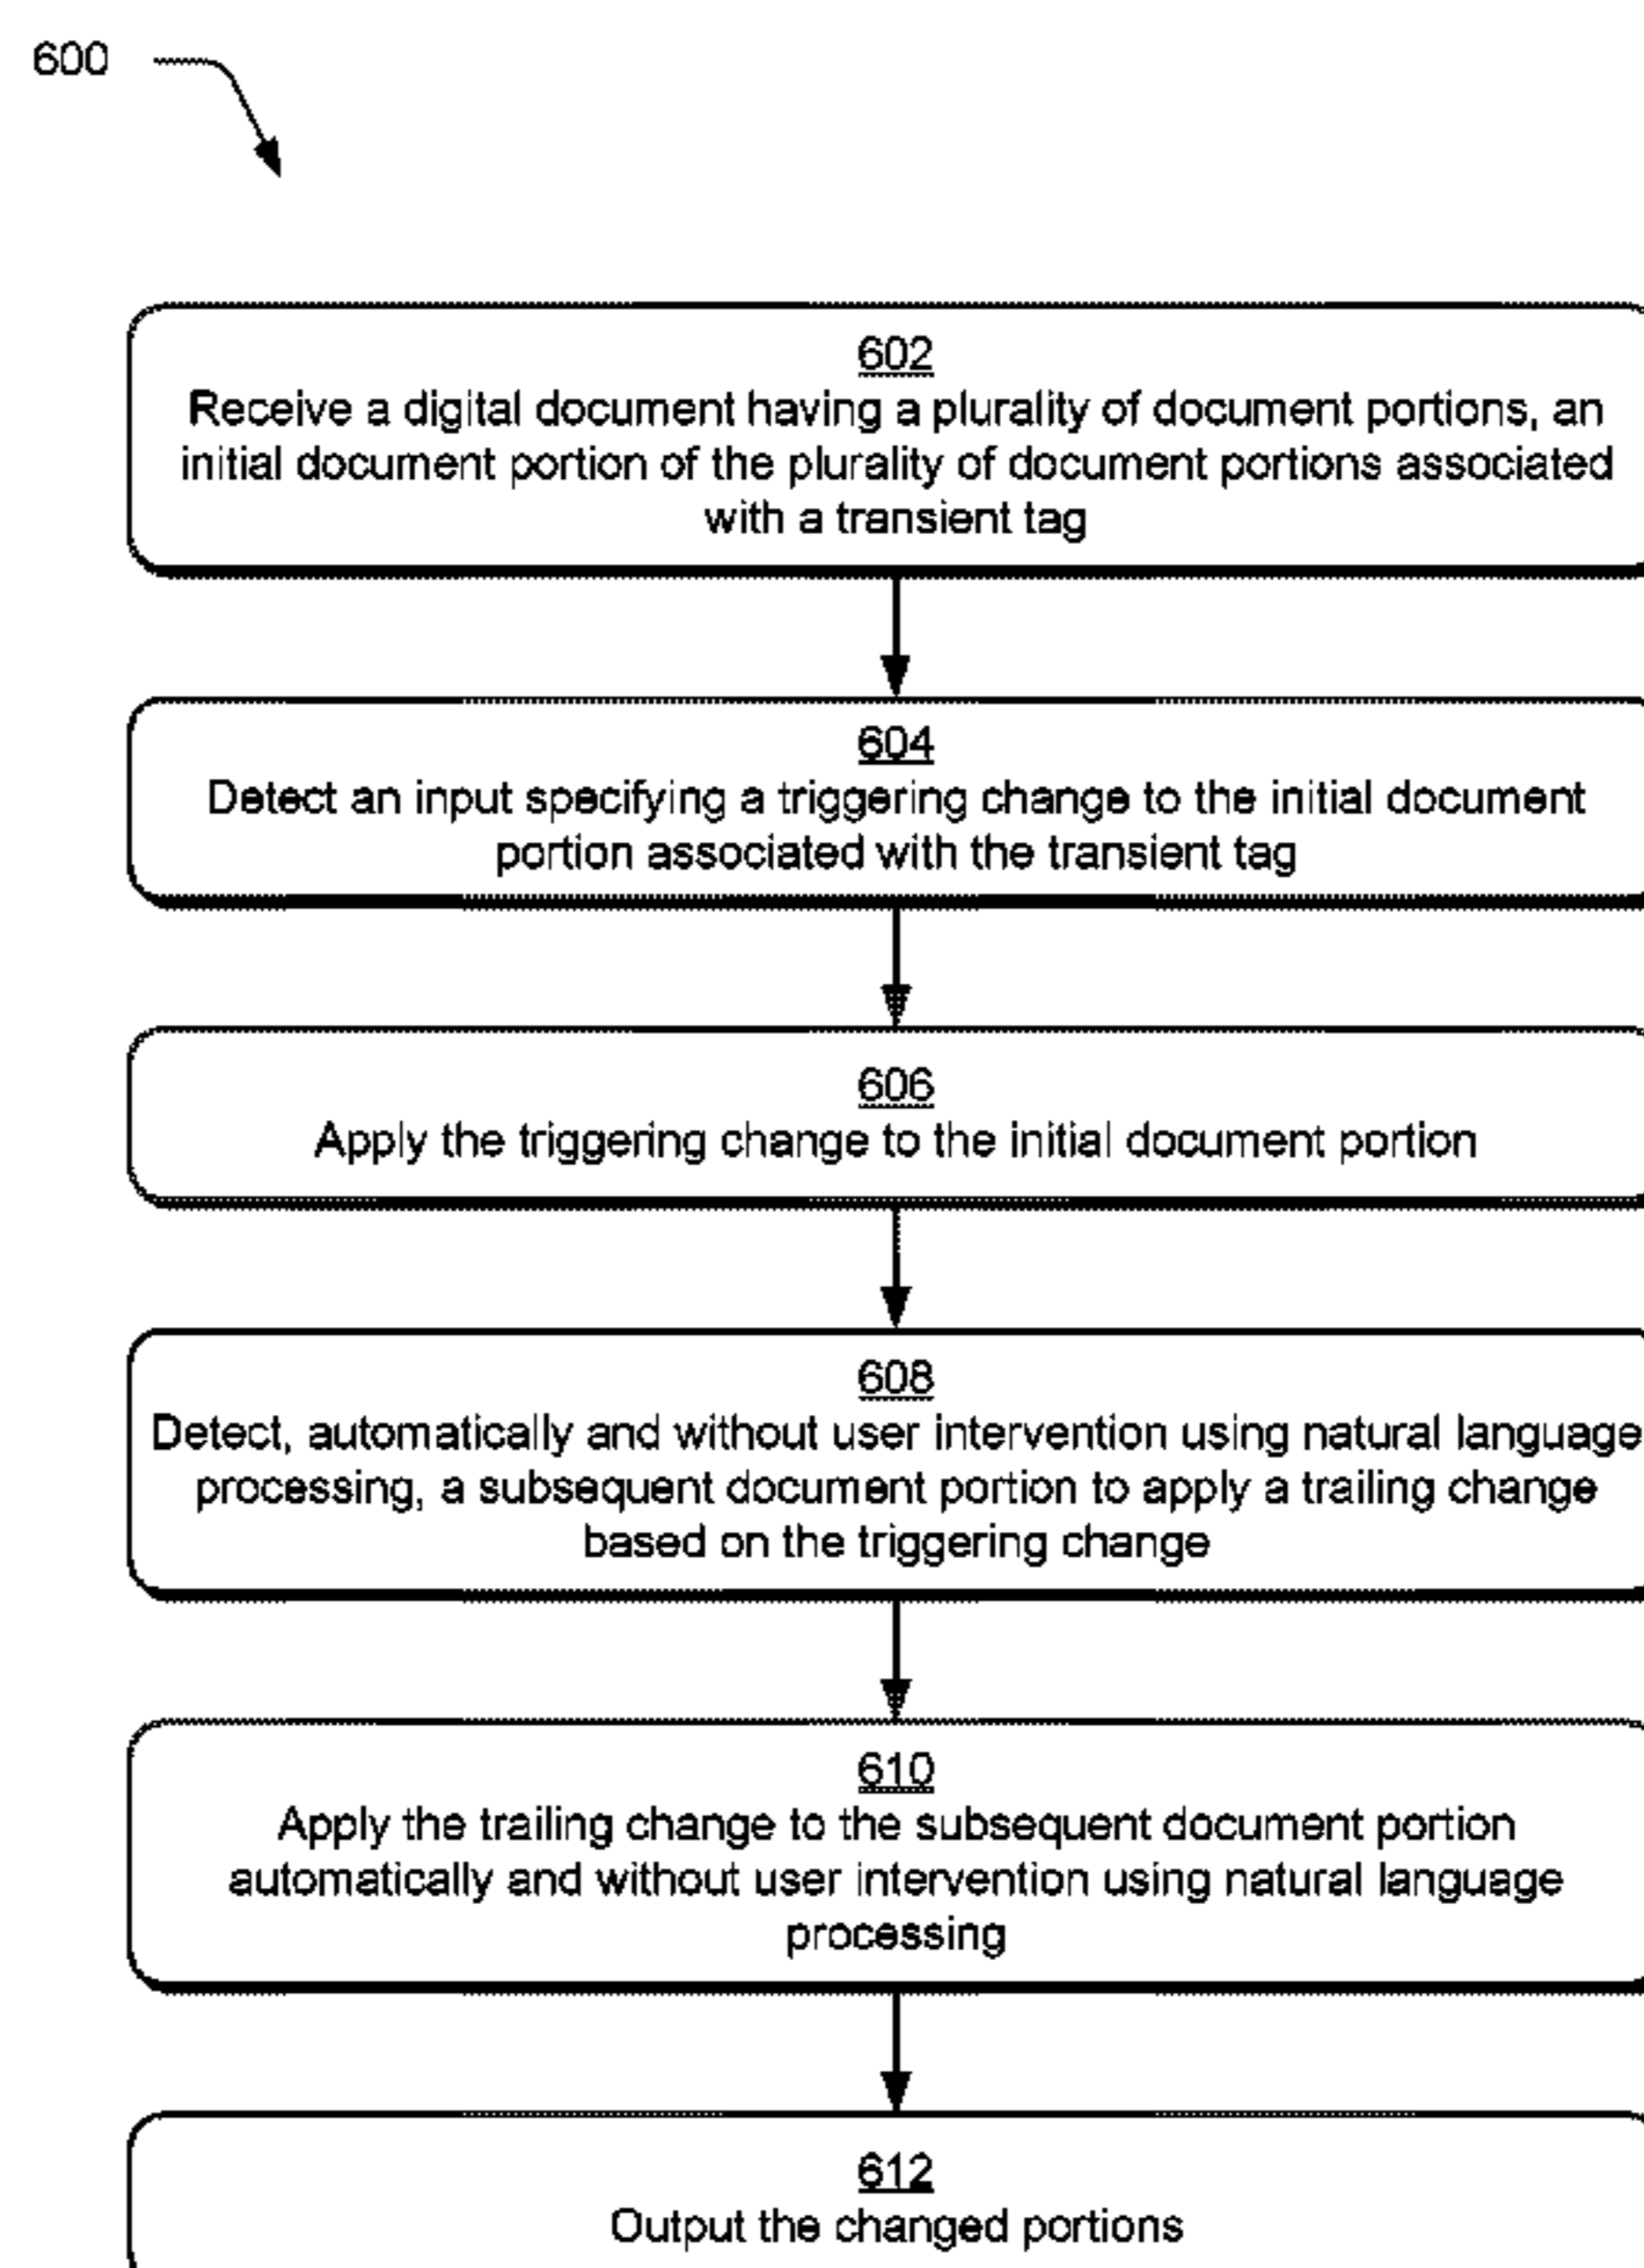 600
602
Receive a digital document having a plurality of document portions, an
initial document portion of the plurality of document portions associated
with a transient tag
604
Detect an input specifying a triggering change to the initial document
portion associated with the transient tag
606
Apply the triggering change to the initial document portion
608
Detect, automatically and without user intervention using natural language
processing, a subsequent document portion to apply a trailing change
based on the triggering change
610
Apply the trailing change to the subsequent document portion
automatically and without user intervention using natural language
processing
612
Output the changed portions